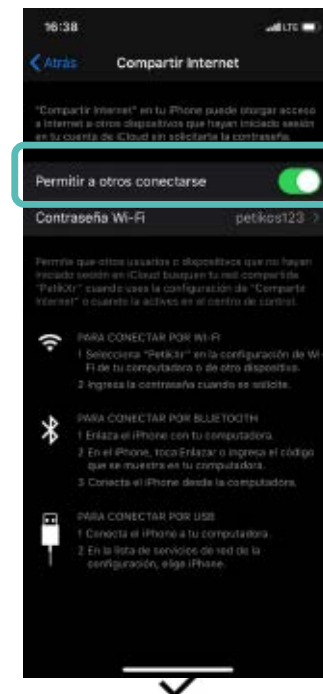 16:38
LTE
Atrás
Compartir Internet
"Compartir Internet" en tu iPhone puede otorgar acceso
a Internet a otros dispositivos que hayan iniciado sesión
en tu cuenta de iCloud sin solicitarte la contraseña.
Permitir a otros conectarse
Contraseña Wi-Fi
petikos123
Permite que otros usuarios o dispositivos que no hayan
iniciado sesión en iCloud busquen tu red compartida
cuando usas la configuración de "Compartir
Internet" o cuando la actives en el centro de control.
PARA CONECTAR POR WI-FI
1 Selecciona en la configuración de Wi-
Fi de tu computadora o de otro dispositivo.
2 Ingresa la contraseña cuando se solicite.
PARA CONECTAR POR BLUETOOTH
1 Enlaza el iPhone con tu computadora.
2 En el iPhone, toca Enlazar o ingresa el código
que se muestra en tu computadora.
3 Conecta el iPhone desde la computadora.
PARA CONECTAR POR USB
1 Conecta el iPhone a tu computadora.
2 En la lista de servicios de red de la
configuración, elige iPhone.